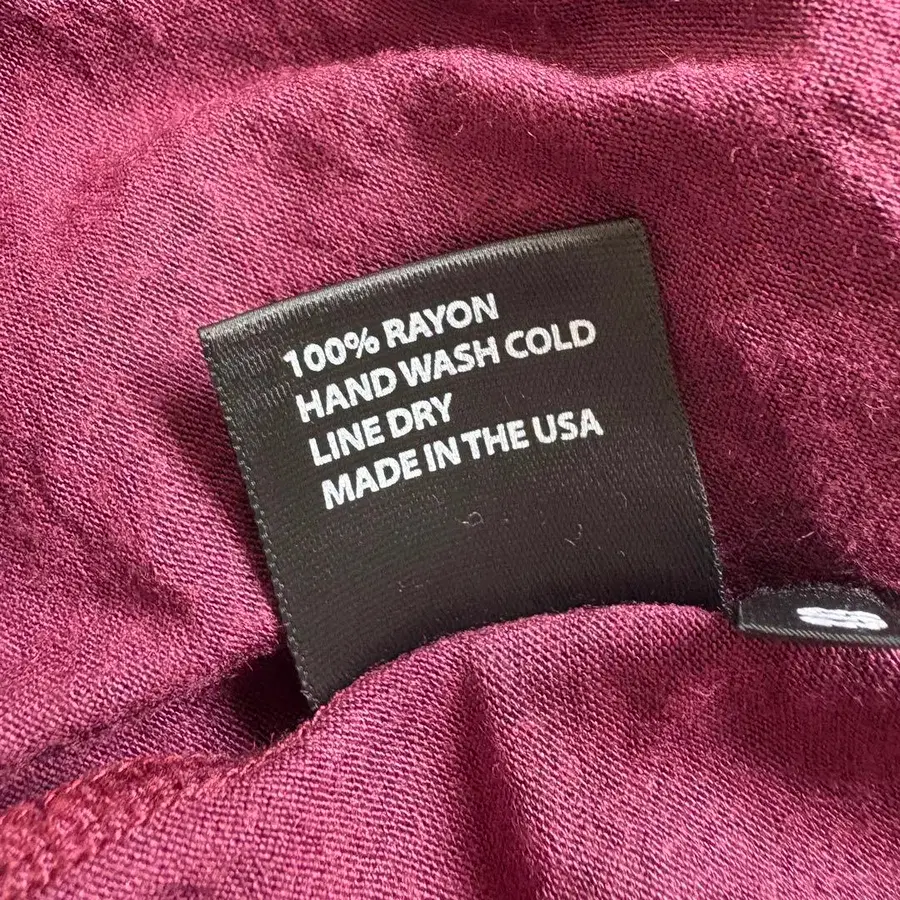 100% RAYON
HAND WASH COLD
LINE DRY
MADE IN THE USA